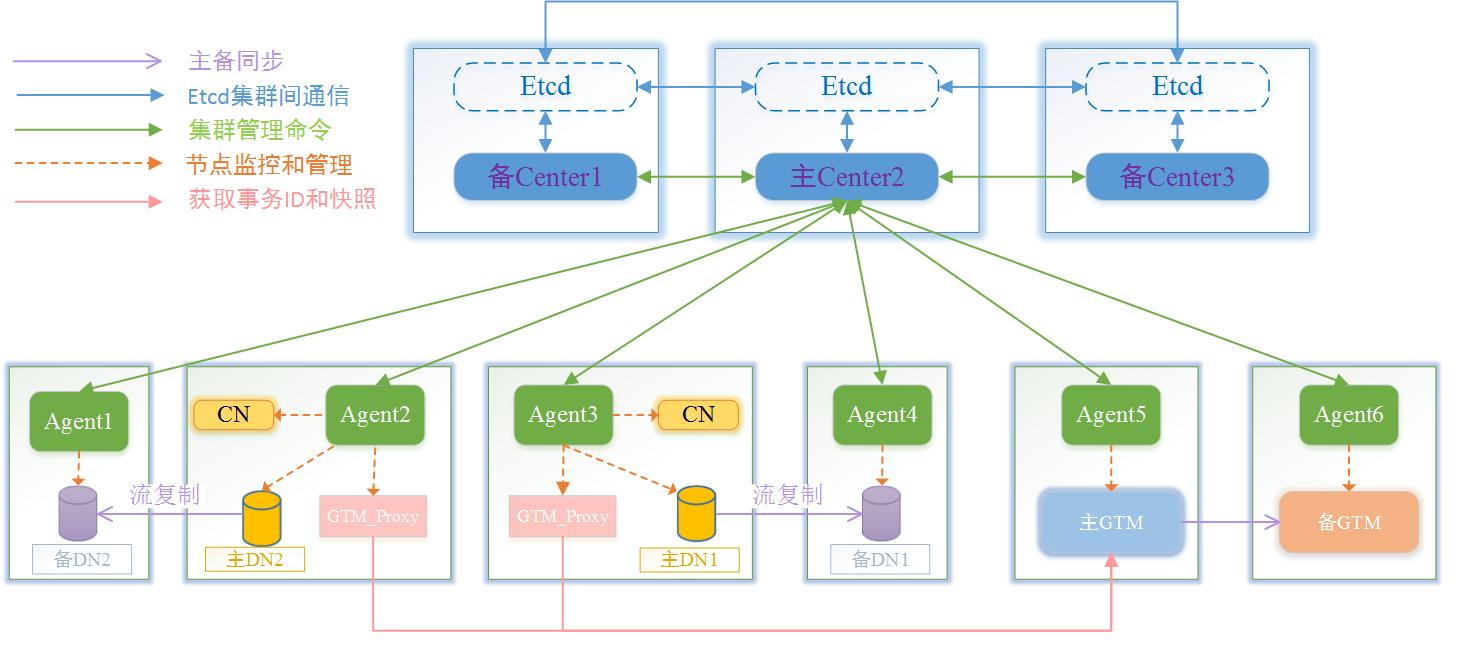 主备同步
Etcd集群间通信
集群管理命令
节点监控和管理
获取事务ID和快照
Etcd
Etcd
Etcd
备Center1
主Center2
备Center3
Agent1
CN
Agent2
Agent3
CN
Agent4
Agent5
Agent6
流复制
GTM_Proxy
GTM_Proxy
流复制
主GTM
备GTM
备DN2
主DN2
主DN1
备DN1